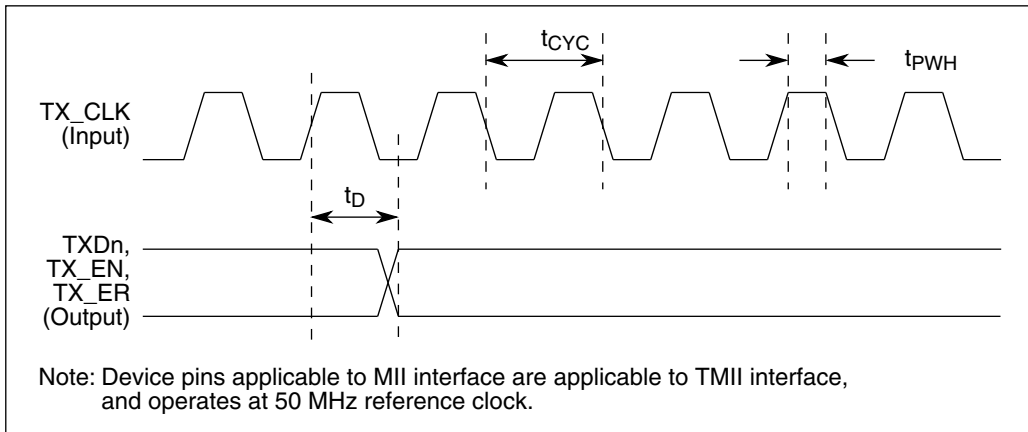 tCYC
tPWH
TX_CLK
(Input)
tD
TXDn,
TX_EN,
TX_ER
(Output)
Note: Device pins applicable to MII interface are applicable to TMII interface,
and operates at 50 MHz reference clock.